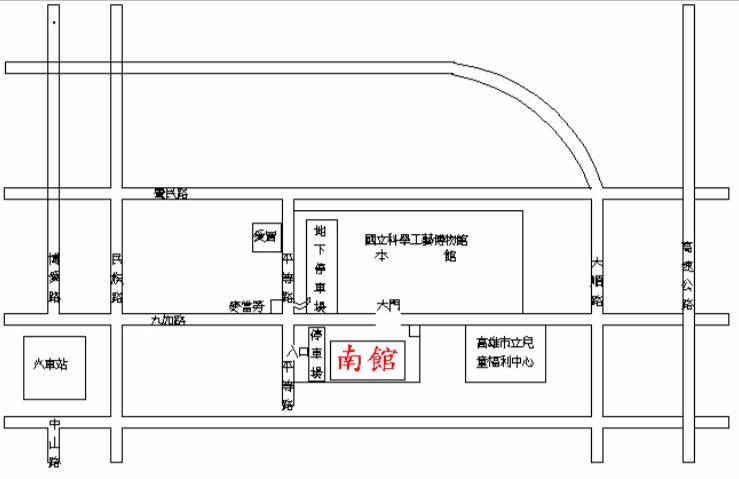 覺民路
愛買
地下停車場
國立科學工藝博物館
本 館
博愛路
民族路
平等路
大順路
高速公路
麥當勞
大門
九如路
停車場
入口
南館
高雄市立兒
童福利中心
火車站
平等路
中山路